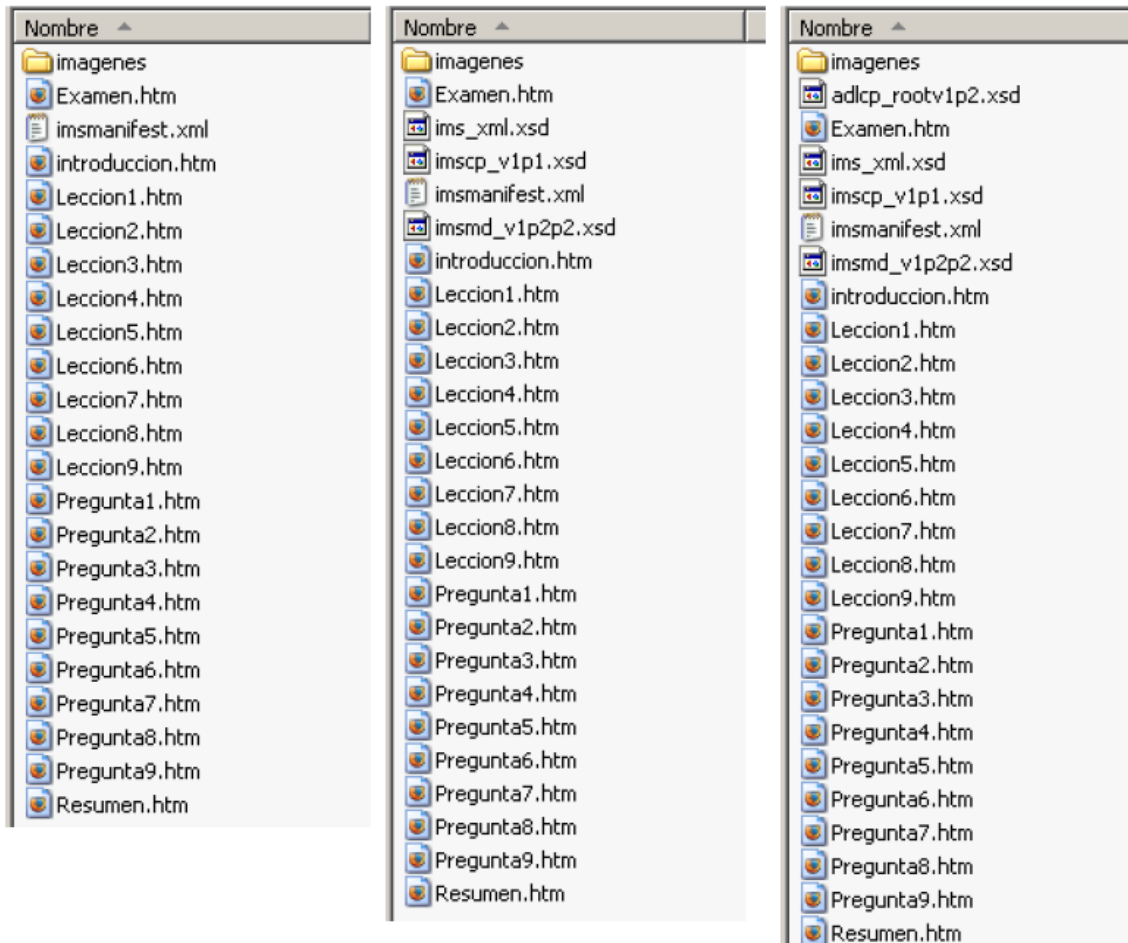 Nombre
imagenes
Examen.htm
imsmanifest.xml
introduccion.htm
Leccion1.htm
Leccion2.htm
Leccion3.htm
Leccion4.htm
Leccion5.htm
Leccion6.htm
Leccion7.htm
Leccion8.htm
Leccion9.htm
Pregunta1.htm
Pregunta2.htm
Pregunta3.htm
Pregunta4.htm
Pregunta5.htm
Pregunta6.htm
Pregunta7.htm
Pregunta8.htm
Pregunta9.htm
Resumen.htm
Nombre
imagenes
Examen.htm
ims_xml.xsd
imscp_v1p1.xsd
imsmanifest.xml
imsmd_v1p2p2.xsd
introduccion.htm
Leccion1.htm
Leccion2.htm
Leccion3.htm
Leccion4.htm
Leccion5.htm
Leccion6.htm
Leccion7.htm
Leccion8.htm
Leccion9.htm
Pregunta1.htm
Pregunta2.htm
Pregunta3.htm
Pregunta4.htm
Pregunta5.htm
Pregunta6.htm
Pregunta7.htm
Pregunta8.htm
Pregunta9.htm
Resumen.htm
Nombre
imagenes
adlcp_rootv1p2.xsd
Examen.htm
ims_xml.xsd
imscp_v1p1.xsd
imsmanifest.xml
imsmd_v1p2p2.xsd
introduccion.htm
Leccion1.htm
Leccion2.htm
Leccion3.htm
Leccion4.htm
Leccion5.htm
Leccion6.htm
Leccion7.htm
Leccion8.htm
Leccion9.htm
Pregunta1.htm
Pregunta2.htm
Pregunta3.htm
Pregunta4.htm
Pregunta5.htm
Pregunta6.htm
Pregunta7.htm
Pregunta8.htm
Pregunta9.htm
Resumen.htm